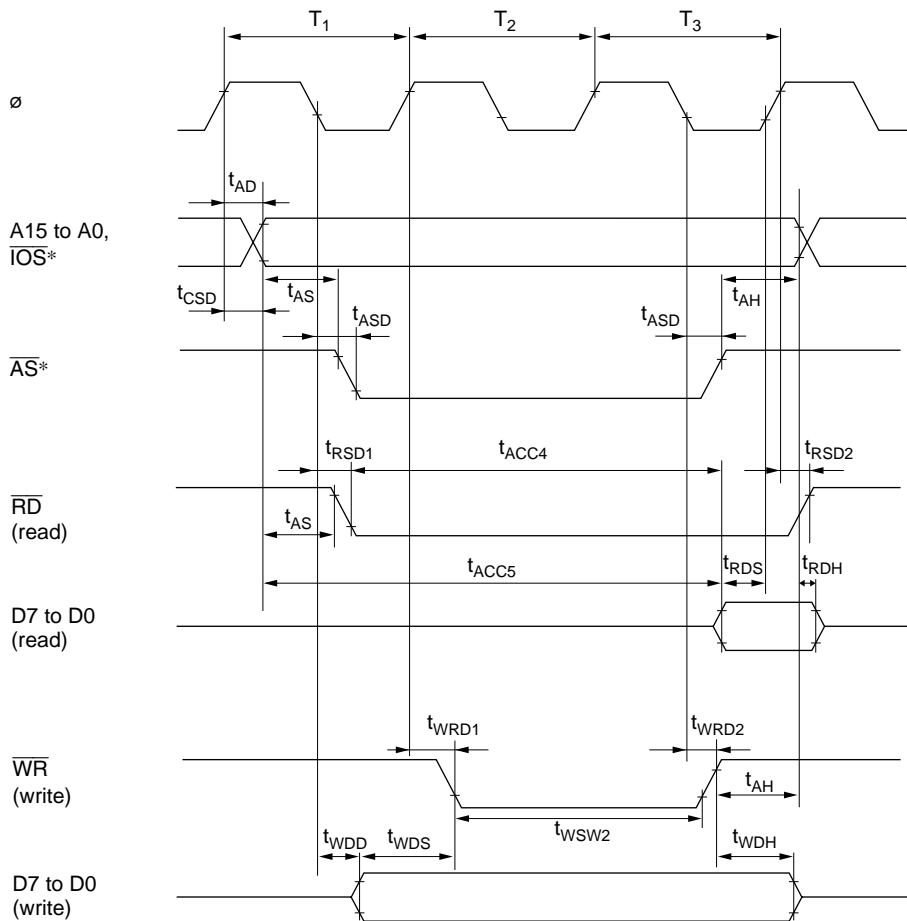 T1 T2 T3
ø
tAD
A15 to A0,
IOS*
tCSD tAS tAH
tASD tASD
AS*
tRSD1 tACC4 tRSD2
RD
(read)
tAS
tACC5 tRDS tRDH
D7 to D0
(read)
tWRD1 tWRD2
WR
(write)
tAH
tWSW2
tWDD tWDS tWDH
D7 to D0
(write)